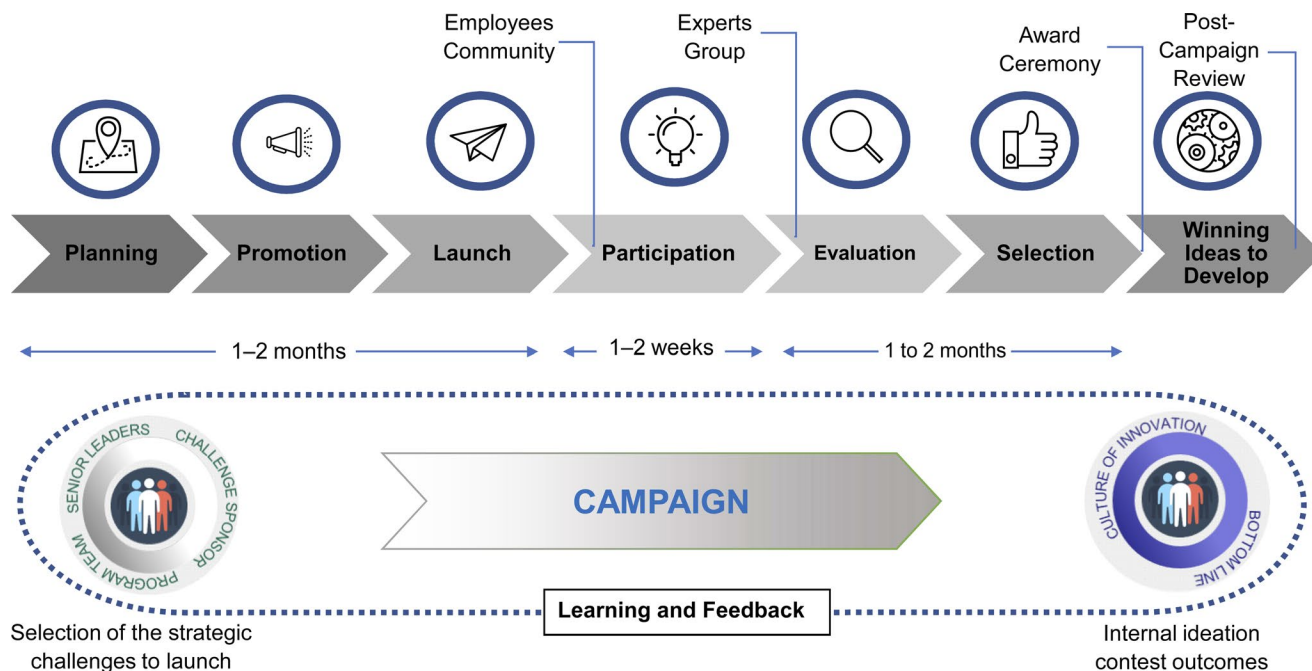 Employees
Community
Experts
Group
Award
Ceremony
Post-
Campaign
Review
Planning
Promotion
Launch
Participation
Evaluation
Selection
Winning
Ideas to
Develop
1–2 months
1–2 weeks
1 to 2 months
SENIOR LEADERS
CHALLENGE SPONSOR
PROGRAM TEAM
CAMPAIGN
CULTURE OF INNOVATION
BOTTOM LINE
Learning and Feedback
Selection of the strategic
challenges to launch
Internal ideation
contest outcomes